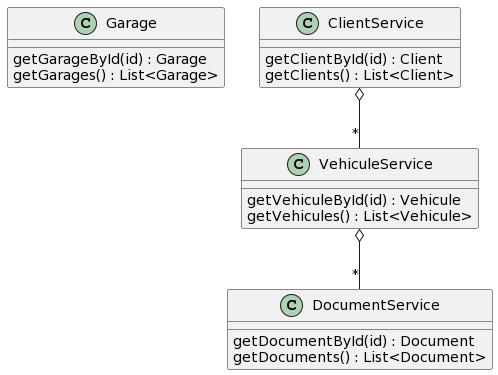 C Garage
getGarageById(id) : Garage
getGarages() : List<Garage>
C ClientService
getClientById(id) : Client
getClients() : List<Client>
*
C VehiculeService
getVehiculeById(id) : Vehicule
getVehicules() : List<Vehicule>
*
C DocumentService
getDocumentById(id) : Document
getDocuments() : List<Document>